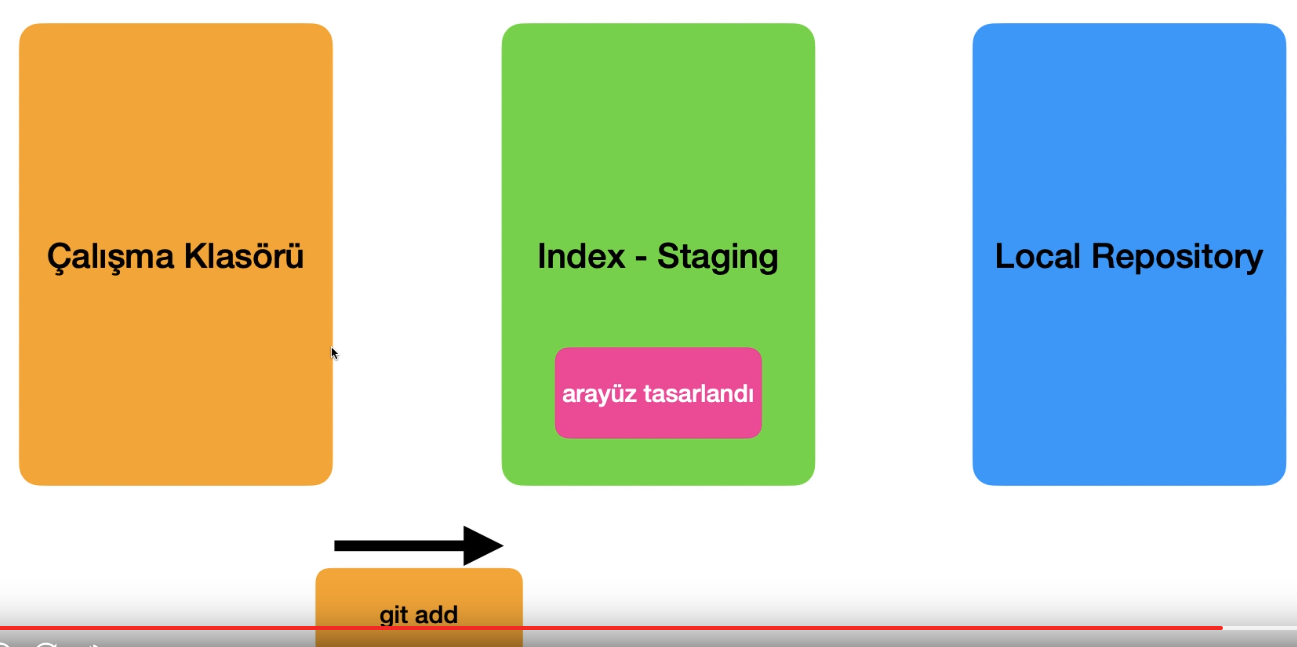 Çalışma Klasörü
Index - Staging
Local Repository
arayüz tasarlandı
git add